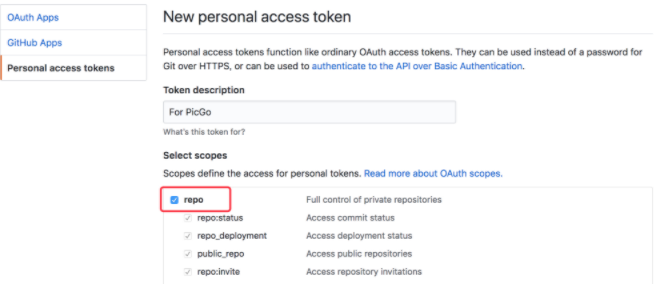 OAuth Apps
GitHub Apps
Personal access tokens
New personal access token
Personal access tokens function like ordinary OAuth access tokens. They can be used instead of a password for
Git over HTTPS, or can be used to authenticate to the API over Basic Authentication.
Token description
For PicGo
What's this token for?
Select scopes
Scopes define the access for personal tokens. Read more about OAuth scopes.
repo Full control of private repositories
repo:status Access commit status
repo_deployment Access deployment status
public_repo Access public repositories
repo:invite Access repository invitations